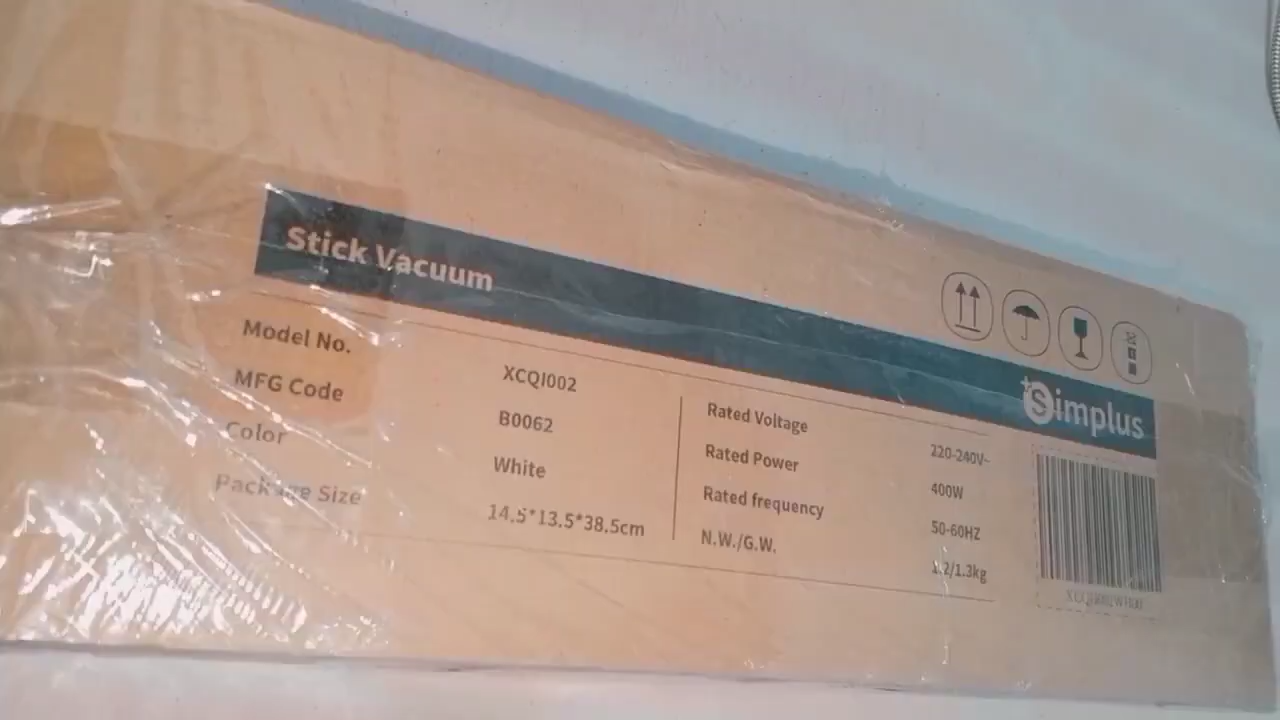 Stick Vacuum
Simplus
Model No. XCQI002
MFG Code B0062
Color White
Package Size 14.5*13.5*38.5cm
Rated Voltage 220-240V~
Rated Power 400W
Rated frequency 50-60HZ
N.W./G.W. 1.2/1.3kg